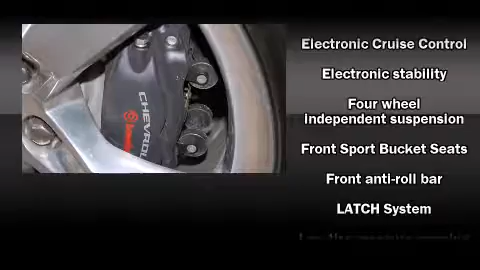 Electronic Cruise Control
Electronic stability
Four wheel
independent suspension
Front Sport Bucket Seats
Front anti-roll bar
LATCH System